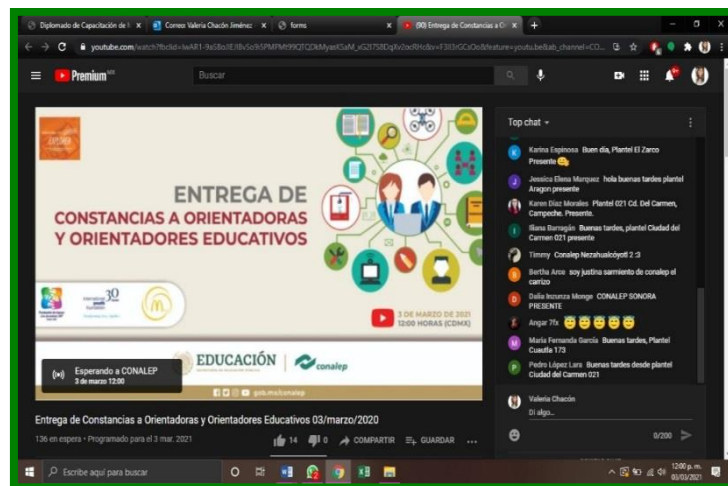 Diplomado de Capacitación de
Correo: Valeria Chacón Jiménez
forms
(90) Entrega de Constancias a
Premium MX
Buscar
ENTREGA DE
CONSTANCIAS A ORIENTADORAS
Y ORIENTADORES EDUCATIVOS
30
3 DE MARZO DE 2021
12:00 HORAS (CDMX)
EDUCACIÓN
conalep
gob.mx/conalep
Esperando a CONALEP
3 de marzo 12:00
Entrega de Constancias a Orientadoras y Orientadores Educativos 03/marzo/2020
136 en espera • Programado para el 3 mar. 2021
14
0
COMPARTIR
GUARDAR
Top chat
Karina Espinosa Buen día, Plantel El Zarco
Presente
Jessica Elena Marquez hola buenas tardes plantel
Aragon presente
Karen Díaz Morales Plantel 021 Cd. Del Carmen,
Campeche. Presente.
Iliana Barragán Buenas tardes, plantel Ciudad del
Carmen 021 presente
Timmy Conalep Nezahualcóyotl 2 :3
Bertha Arce soy justina sarmiento de conalep el
carrizo
Dalia Inzunza Monge CONALEP SONORA
PRESENTE
Angar 7fx
Maria Fernanda García Buenas tardes, Plantel
Cuautla 173
Pedro López Lara Buenas tardes desde plantel
Ciudad del Carmen 021
Valeria Chacón
Di algo...
0/200
Escribe aquí para buscar
12:00 p. m.
03/03/2021